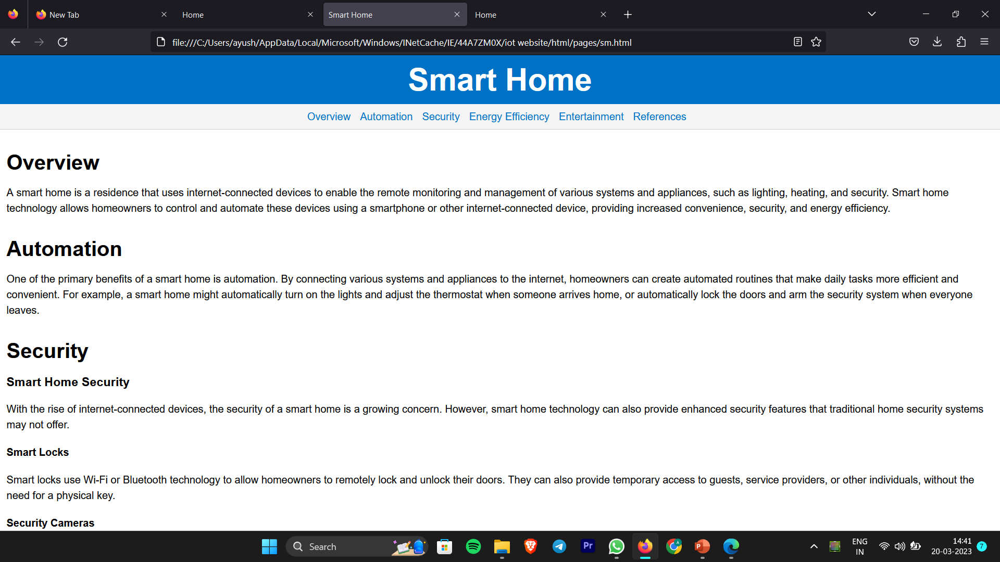 New Tab
Home
Smart Home
Home
file:///C:/Users/ayush/AppData/Local/Microsoft/Windows/INetCache/IE/44A7ZM0X/iot website/html/pages/sm.html
Smart Home
Overview Automation Security Energy Efficiency Entertainment References
Overview
A smart home is a residence that uses internet-connected devices to enable the remote monitoring and management of various systems and appliances, such as lighting, heating, and security. Smart home
technology allows homeowners to control and automate these devices using a smartphone or other internet-connected device, providing increased convenience, security, and energy efficiency.
Automation
One of the primary benefits of a smart home is automation. By connecting various systems and appliances to the internet, homeowners can create automated routines that make daily tasks more efficient and
convenient. For example, a smart home might automatically turn on the lights and adjust the thermostat when someone arrives home, or automatically lock the doors and arm the security system when everyone
leaves.
Security
Smart Home Security
With the rise of internet-connected devices, the security of a smart home is a growing concern. However, smart home technology can also provide enhanced security features that traditional home security systems
may not offer.
Smart Locks
Smart locks use Wi-Fi or Bluetooth technology to allow homeowners to remotely lock and unlock their doors. They can also provide temporary access to guests, service providers, or other individuals, without the
need for a physical key.
Security Cameras
Search
Pr
A
P
ENG
IN
14:41
20-03-2023
7